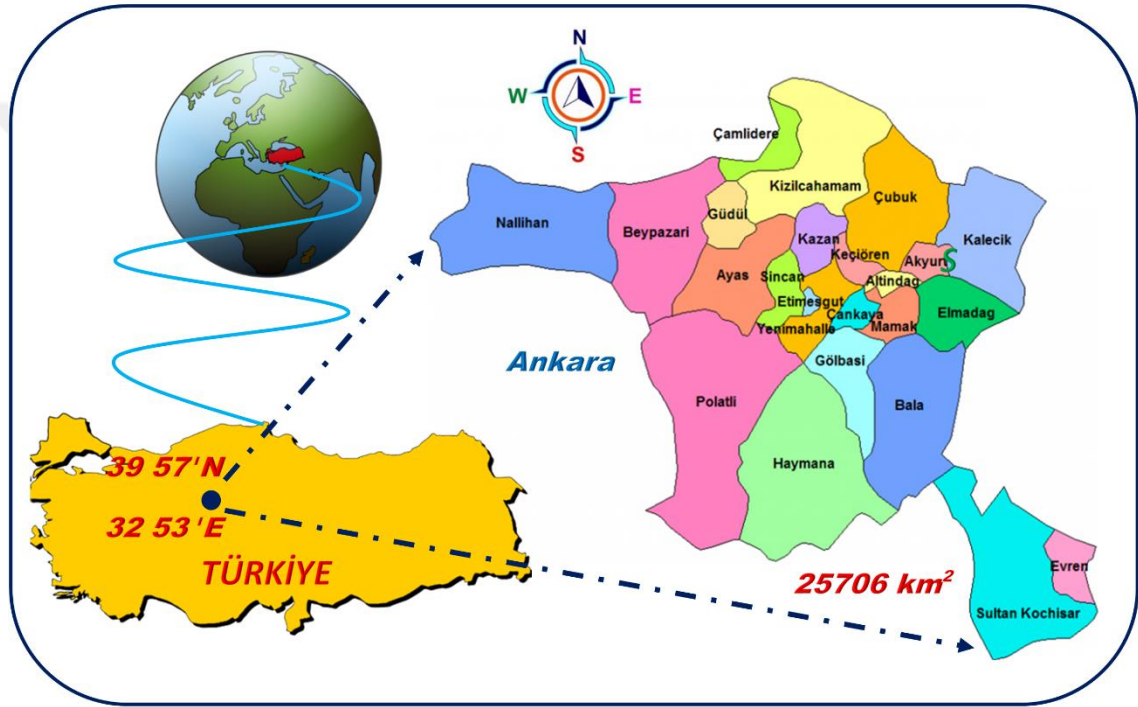 N
W
E
S
Çamlidere
Kizilcahamam
Çubuk
Nallihan
Beypazari
Güdül
Kazan
Keçiören
Akyurt
S
Kalecik
Ayas
Sincan
Altindag
Etimesgut
Çankaya
Elmadag
Yenimahalle
Mamak
Ankara
Gölbasi
Polatli
Bala
Haymana
39 57'N
32 53'E
TÜRKİYE
25706 km²
Evren
Sultan Kochisar